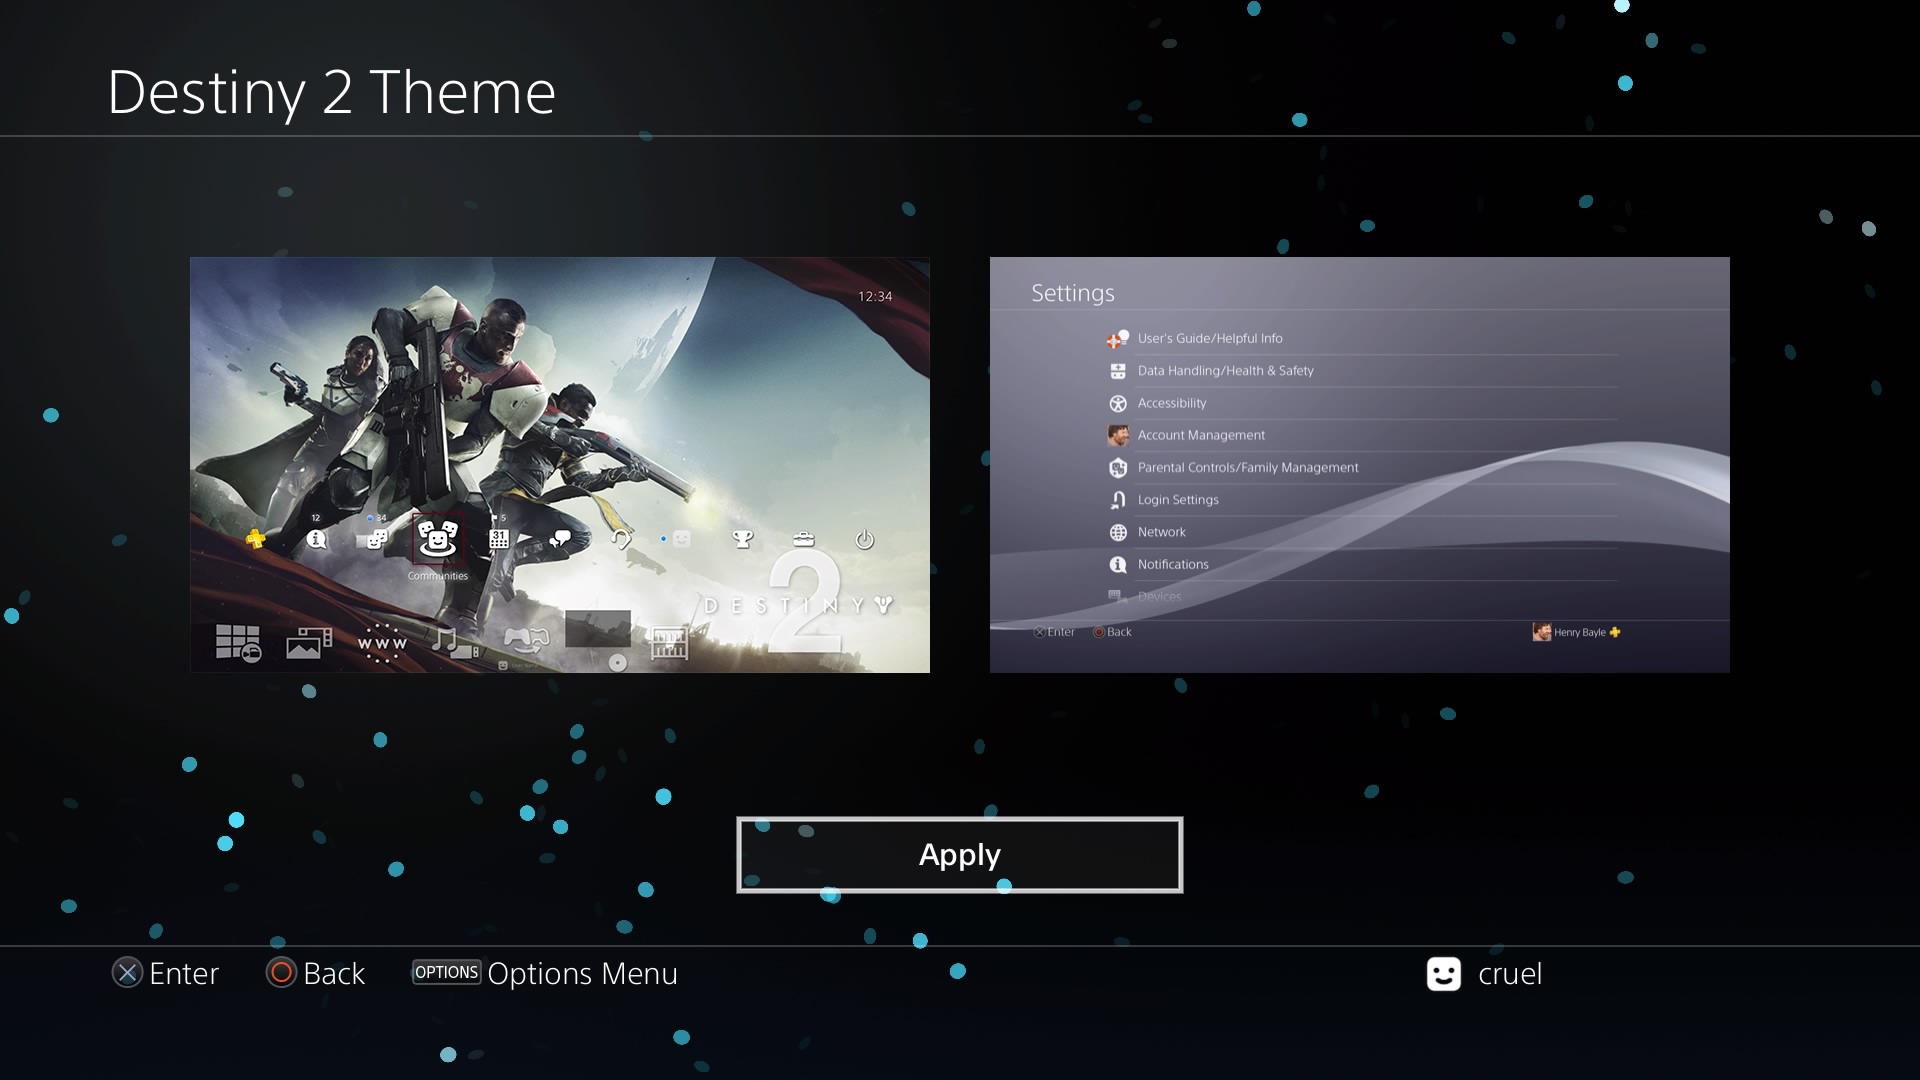 Destiny 2 Theme
12:34
12
34
5
31
Communities
www
2
DESTINY
Settings
User's Guide/Helpful Info
Data Handling/Health & Safety
Accessibility
Account Management
Parental Controls/Family Management
Login Settings
Network
Notifications
Devices
Enter
Back
Henry Bayle
Apply
Enter
Back
OPTIONS Options Menu
cruel